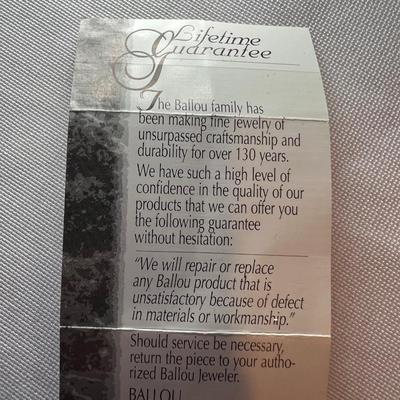 Lifetime
Guarantee
The Ballou family has
been making fine jewelry of
unsurpassed craftsmanship and
durability for over 130 years.
We have such a high level of
confidence in the quality of our
products that we can offer you
the following guarantee
without hesitation:
"We will repair or replace
any Ballou product that is
unsatisfactory because of defect
in materials or workmanship."
Should service be necessary,
return the piece to your autho-
rized Ballou Jeweler.
BALLOU